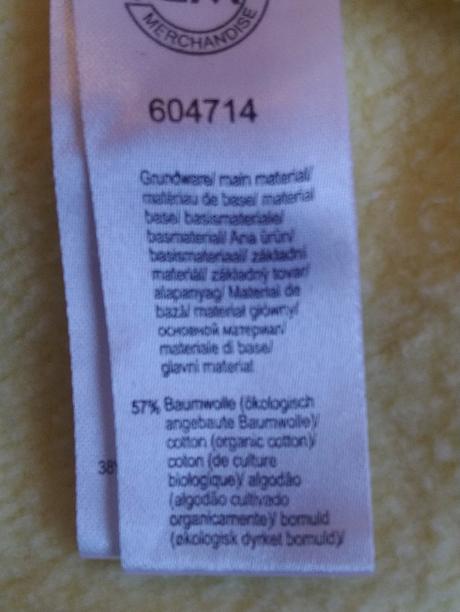 MERCHANDISE
604714
Grundware/ main material/
matériau de base/ material
base/ basismateriale/
basmaterial/ Ana ürün/
basismateriaal/ základní
materiál/ základný tovar/
alapanyag/ Material de
bază/ materiał główny/
основной материал/
materiale di base/
glavni material
57% Baumwolle (ökologisch
angebaute Baumwolle)/
cotton (organic cotton)/
coton (de culture
biologique)/ algodão
(algodão cultivado
organicamente)/ bomuld
(økologisk dyrket bomuld)/
38